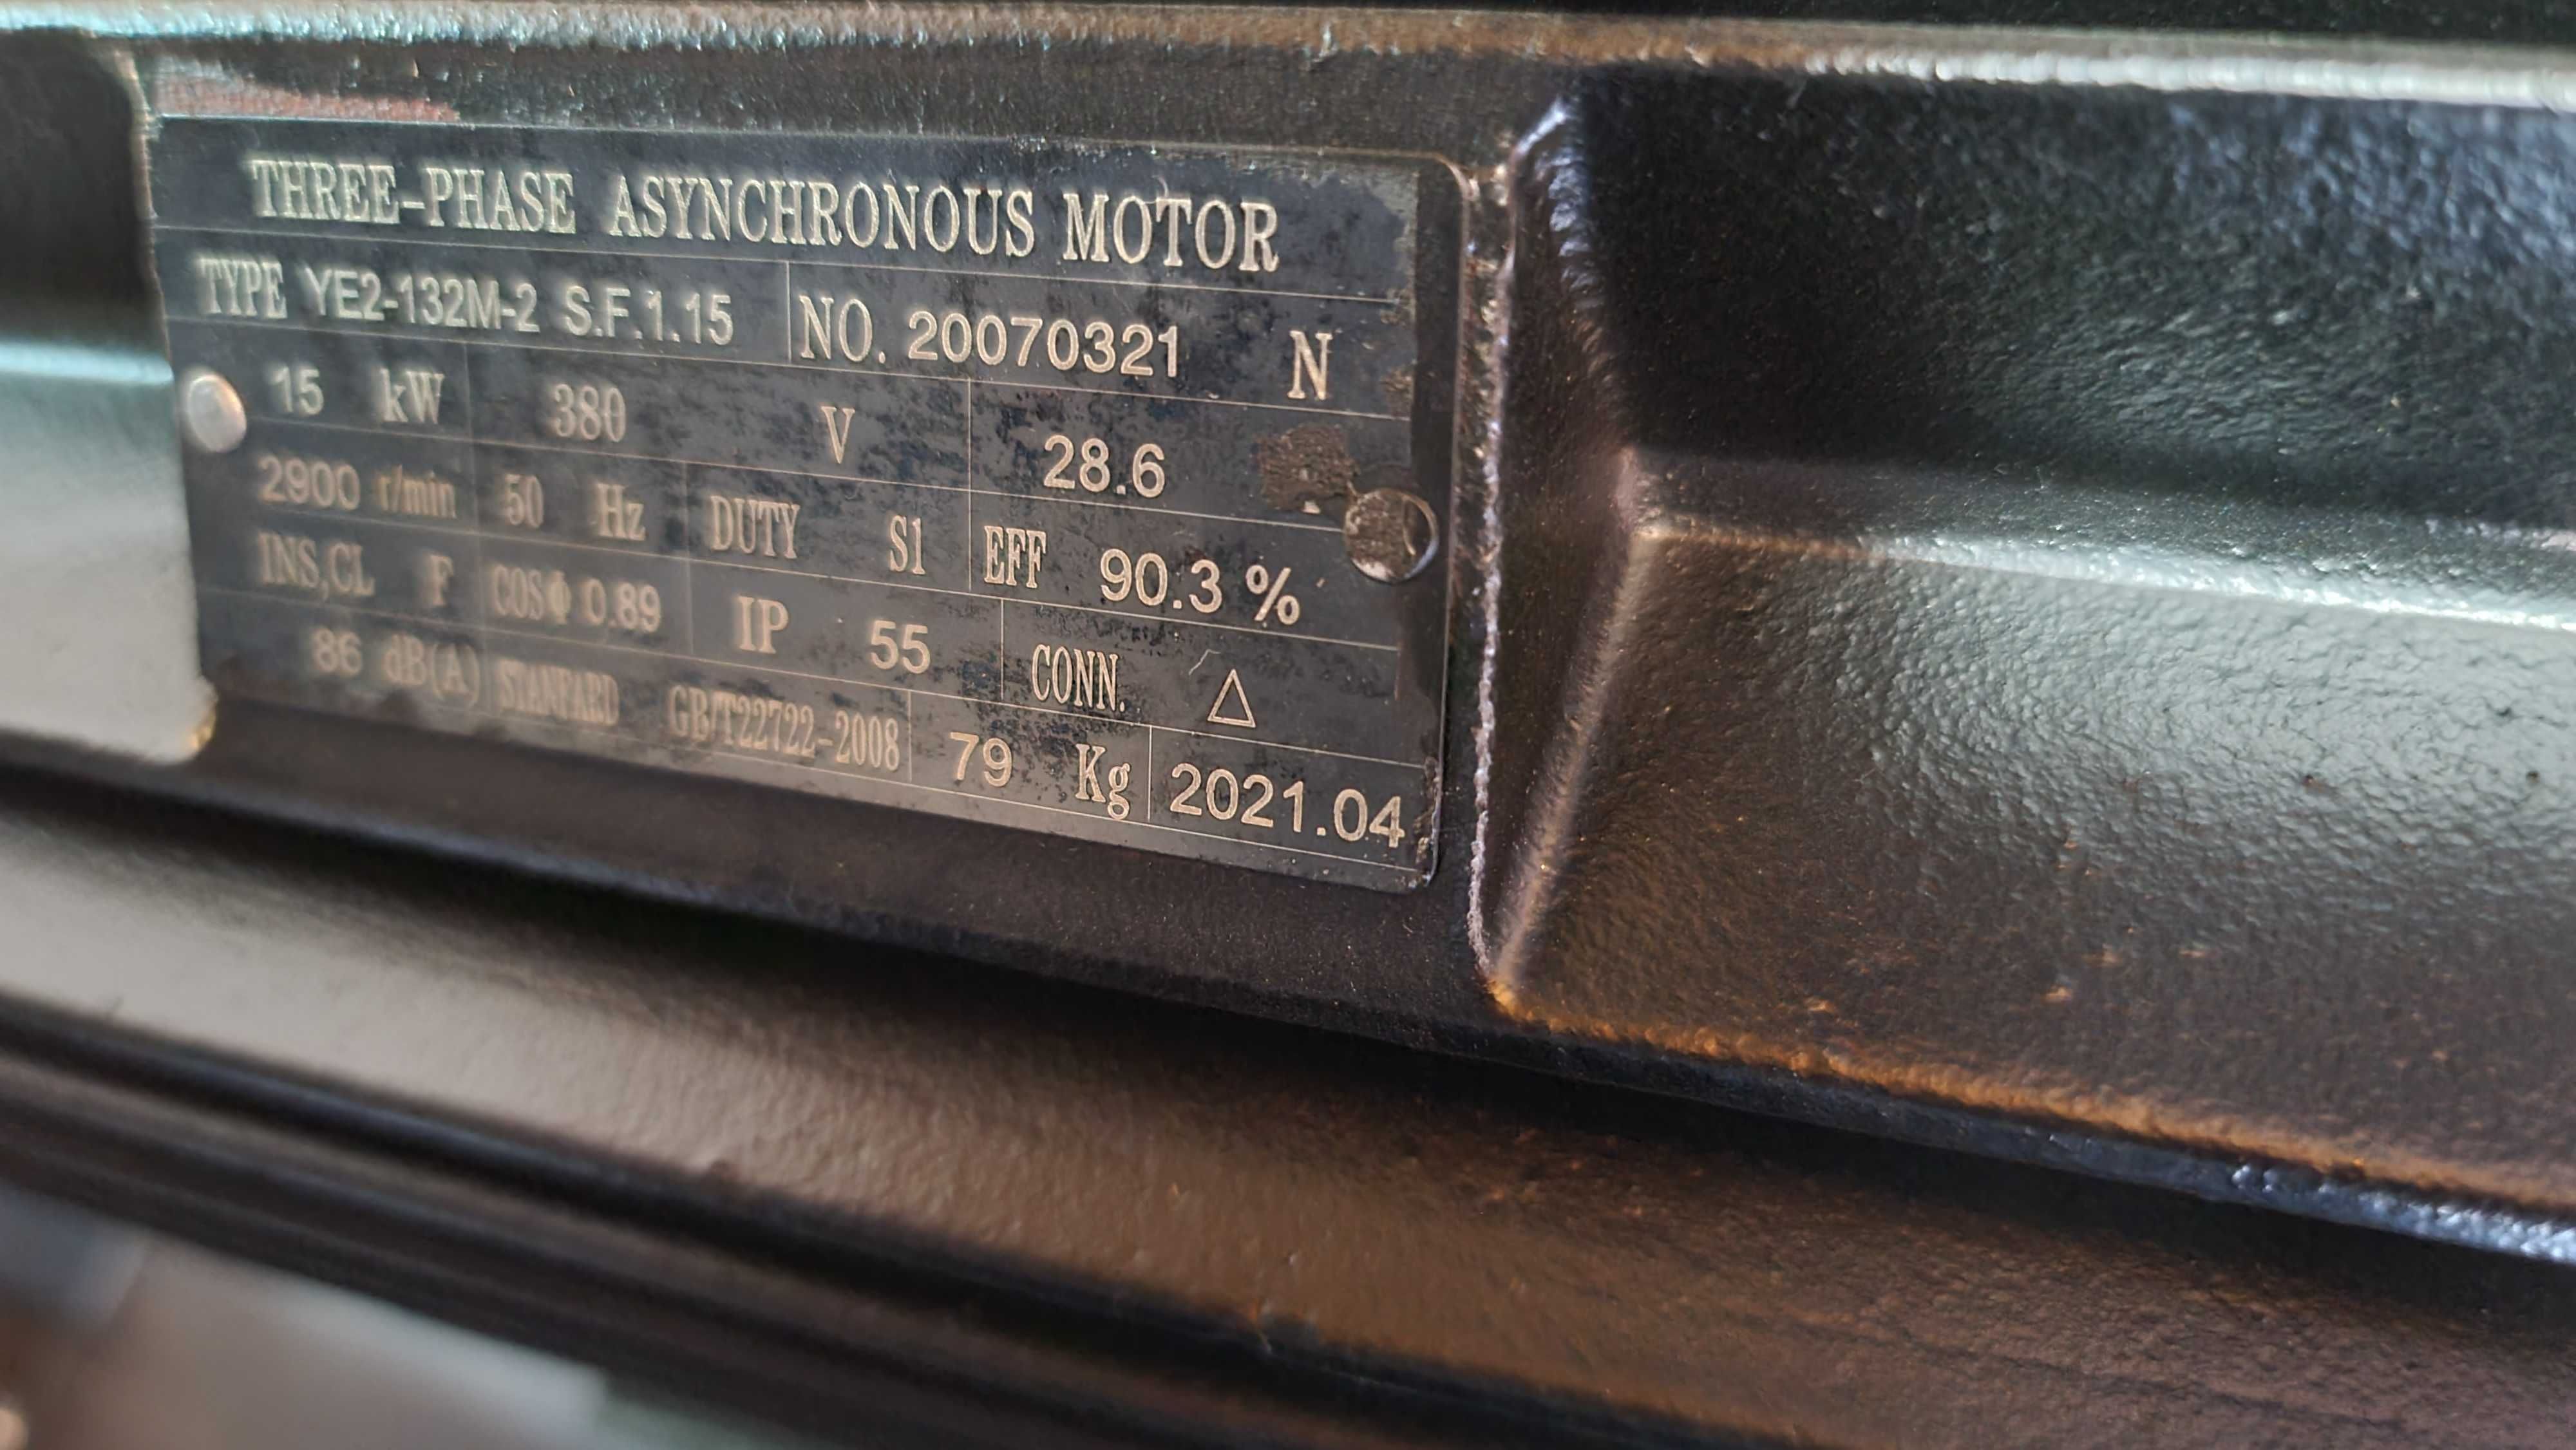 THREE-PHASE ASYNCHRONOUS MOTOR
TYPE YE2-132M-2 S.F.1.15 NO. 20070321 N
15 kW 380 V 28.6
2900 r/min 50 Hz DUTY S1 EFF 90.3 %
INS,CL F COSΦ 0.89 IP 55 CONN. △
86 dB(A) STANFARD GB/T22722-2008 79 Kg 2021.04